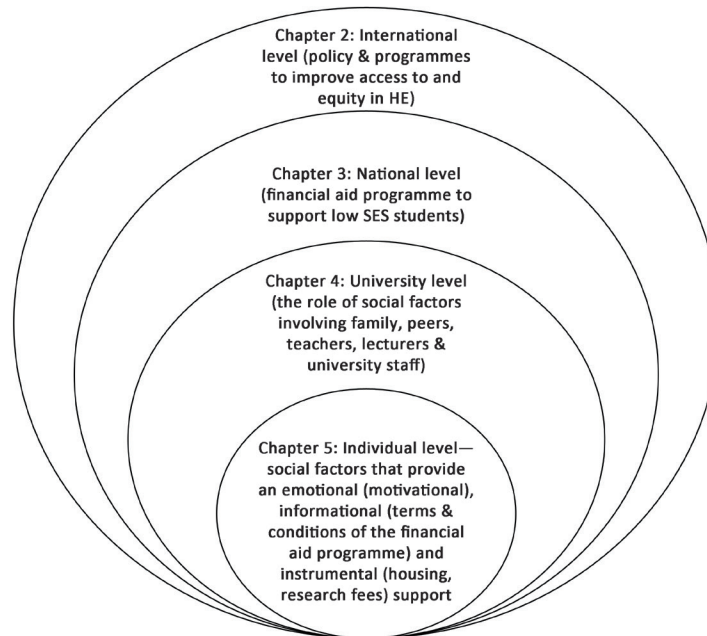 Chapter 2: International
level (policy & programmes
to improve access to and
equity in HE)
Chapter 3: National level
(financial aid programme to
support low SES students)
Chapter 4: University level
(the role of social factors
involving family, peers,
teachers, lecturers &
university staff)
Chapter 5: Individual level—
social factors that provide
an emotional (motivational),
informational (terms &
conditions of the financial
aid programme) and
instrumental (housing,
research fees) support